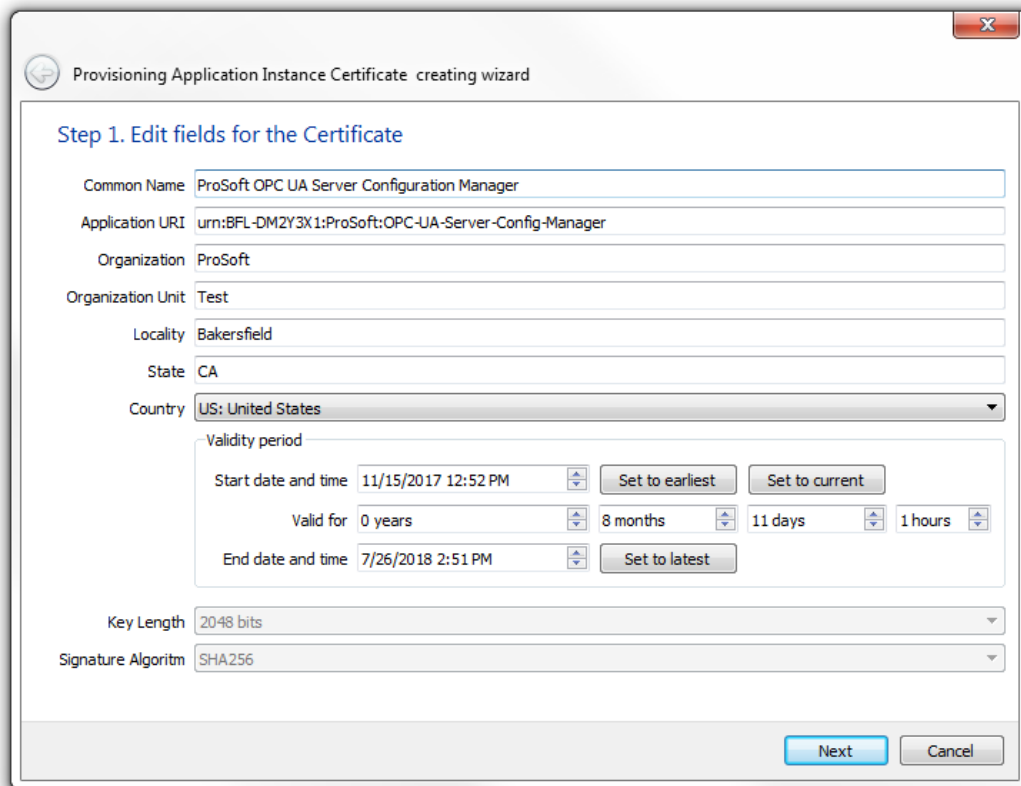 Provisioning Application Instance Certificate creating wizard
Step 1. Edit fields for the Certificate
Common Name ProSoft OPC UA Server Configuration Manager
Application URI urn:BFL-DM2Y3X1:ProSoft:OPC-UA-Server-Config-Manager
Organization ProSoft
Organization Unit Test
Locality Bakersfield
State CA
Country US: United States
Validity period
Start date and time 11/15/2017 12:52 PM Set to earliest Set to current
Valid for 0 years 8 months 11 days 1 hours
End date and time 7/26/2018 2:51 PM Set to latest
Key Length 2048 bits
Signature Algoritm SHA256
Next Cancel